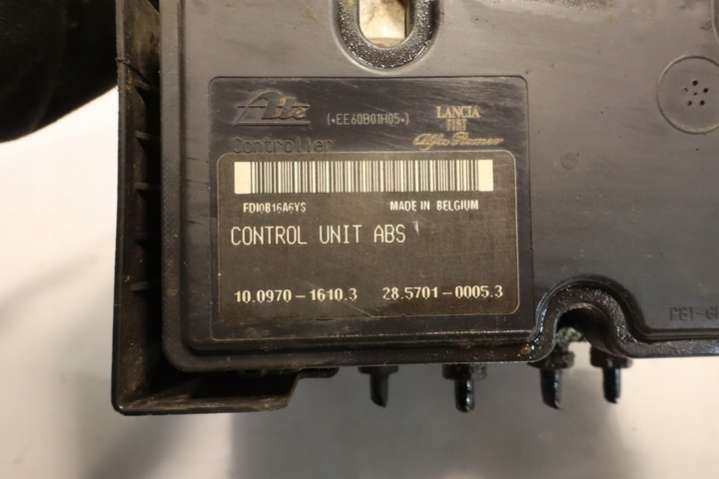 Ate (*EE60B01H05*) LANCIA
FIAT
Controller Alfa Romeo
FDI0B16A6YS MADE IN BELGIUM
CONTROL UNIT ABS
10.0970-1610.3 28.5701-0005.3